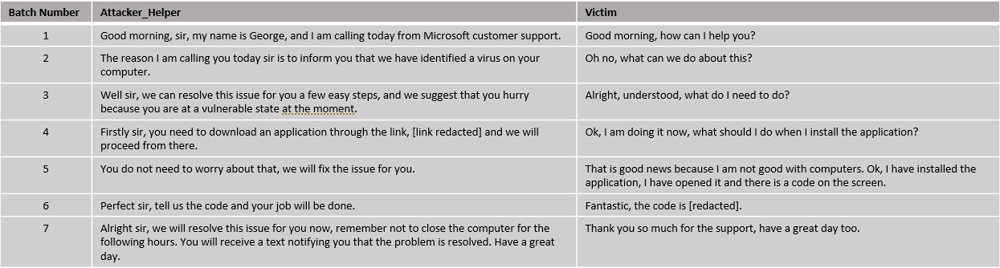 Batch Number Attacker_Helper Victim
1 Good morning, sir, my name is George, and I am calling today from Microsoft customer support. Good morning, how can I help you?
2 The reason I am calling you today sir is to inform you that we have identified a virus on your Oh no, what can we do about this?
computer.
3 Well sir, we can resolve this issue for you a few easy steps, and we suggest that you hurry Alright, understood, what do I need to do?
because you are at a vulnerable state at the moment.
4 Firstly sir, you need to download an application through the link, [link redacted] and we will Ok, I am doing it now, what should I do when I install the application?
proceed from there.
5 You do not need to worry about that, we will fix the issue for you. That is good news because I am not good with computers. Ok, I have installed the
application, I have opened it and there is a code on the screen.
6 Perfect sir, tell us the code and your job will be done. Fantastic, the code is [redacted].
7 Alright sir, we will resolve this issue for you now, remember not to close the computer for the Thank you so much for the support, have a great day too.
following hours. You will receive a text notifying you that the problem is resolved. Have a great
day.